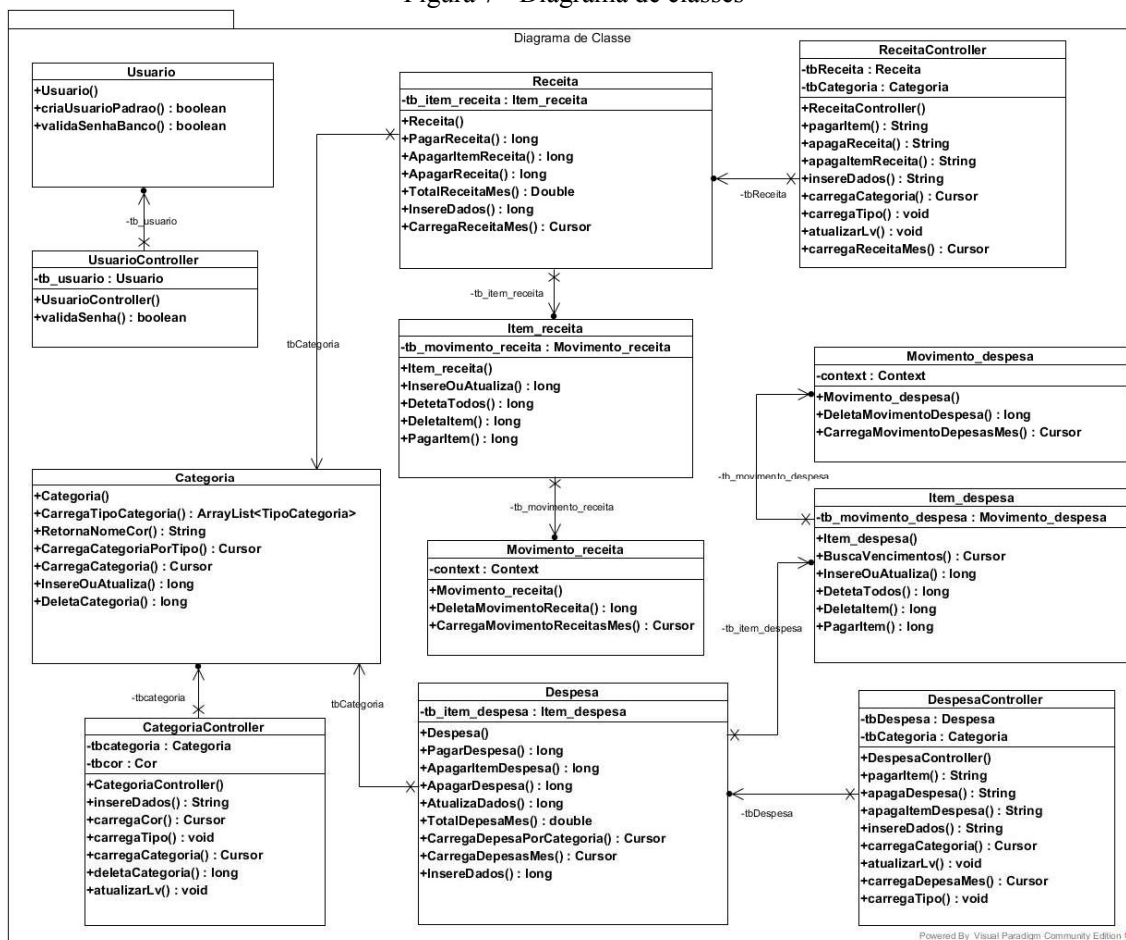 Figura 7 - Diagrama de classes
Diagrama de Classe
Usuario
+Usuario()
+criaUsuarioPadrao() : boolean
+validaSenhaBanco() : boolean
-tb_usuario
UsuarioController
-tb_usuario : Usuario
+UsuarioController()
+validaSenha() : boolean
Receita
-tb_item_receita : Item_receita
+Receita()
+PagarReceita() : long
+ApagarItemReceita() : long
+ApagarReceita() : long
+TotalReceitaMes() : Double
+InsereDados() : long
+CarregaReceitaMes() : Cursor
-tbReceita
ReceitaController
-tbReceita : Receita
-tbCategoria : Categoria
+ReceitaController()
+pagarItem() : String
+apagaReceita() : String
+apagaItemReceita() : String
+insereDados() : String
+carregaCategoria() : Cursor
+carregaTipo() : void
+atualizarLv() : void
+carregaReceitaMes() : Cursor
-tb_item_receita
tbCategoria
Item_receita
-tb_movimento_receita : Movimento_receita
+Item_receita()
+InsereOuAtualiza() : long
+DetetaTodos() : long
+DeletaItem() : long
+PagarItem() : long
-tb_movimento_receita
Movimento_receita
-context : Context
+Movimento_receita()
+DeletaMovimentoReceita() : long
+CarregaMovimentoReceitasMes() : Cursor
Movimento_despesa
-context : Context
+Movimento_despesa()
+DeletaMovimentoDespesa() : long
+CarregaMovimentoDepesasMes() : Cursor
-tb_movimento_despesa
Item_despesa
-tb_movimento_despesa : Movimento_despesa
+Item_despesa()
+BuscaVencimentos() : Cursor
+InsereOuAtualiza() : long
+DetetaTodos() : long
+DeletaItem() : long
+PagarItem() : long
-tb_item_despesa
Categoria
+Categoria()
+CarregaTipoCategoria() : ArrayList<TipoCategoria>
+RetornaNomeCor() : String
+CarregaCategoriaPorTipo() : Cursor
+CarregaCategoria() : Cursor
+InsereOuAtualiza() : long
+DeletaCategoria() : long
-tbcategoria
tbCategoria
CategoriaController
-tbcategoria : Categoria
-tbcor : Cor
+CategoriaController()
+insereDados() : String
+carregaCor() : Cursor
+carregaTipo() : void
+carregaCategoria() : Cursor
+deletaCategoria() : long
+atualizarLv() : void
Despesa
-tb_item_despesa : Item_despesa
+Despesa()
+PagarDespesa() : long
+ApagarItemDespesa() : long
+ApagarDespesa() : long
+AtualizaDados() : long
+TotalDepesaMes() : double
+CarregaDepesaPorCategoria() : Cursor
+CarregaDepesasMes() : Cursor
+InsereDados() : long
-tbDespesa
DespesaController
-tbDespesa : Despesa
-tbCategoria : Categoria
+DespesaController()
+pagarItem() : String
+apagaDespesa() : String
+apagaItemDespesa() : String
+insereDados() : String
+carregaCategoria() : Cursor
+atualizarLv() : void
+carregaDepesaMes() : Cursor
+carregaTipo() : void
Powered By Visual Paradigm Community Edition